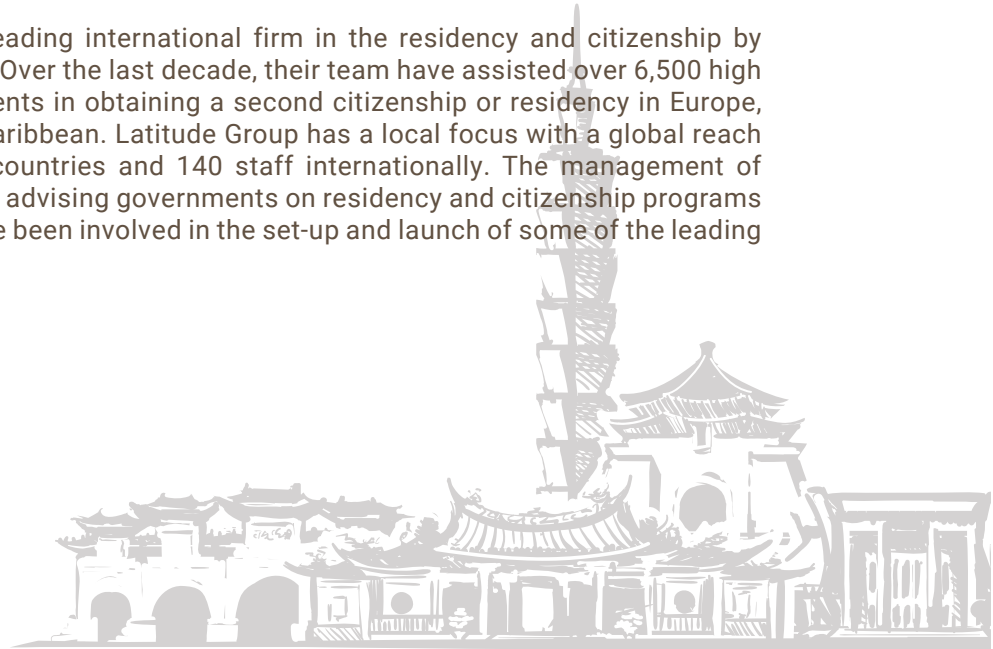 eading international firm in the residency and citizenship by
Over the last decade, their team have assisted over 6,500 high
ents in obtaining a second citizenship or residency in Europe,
aribbean. Latitude Group has a local focus with a global reach
countries and 140 staff internationally. The management of
advising governments on residency and citizenship programs
e been involved in the set-up and launch of some of the leading